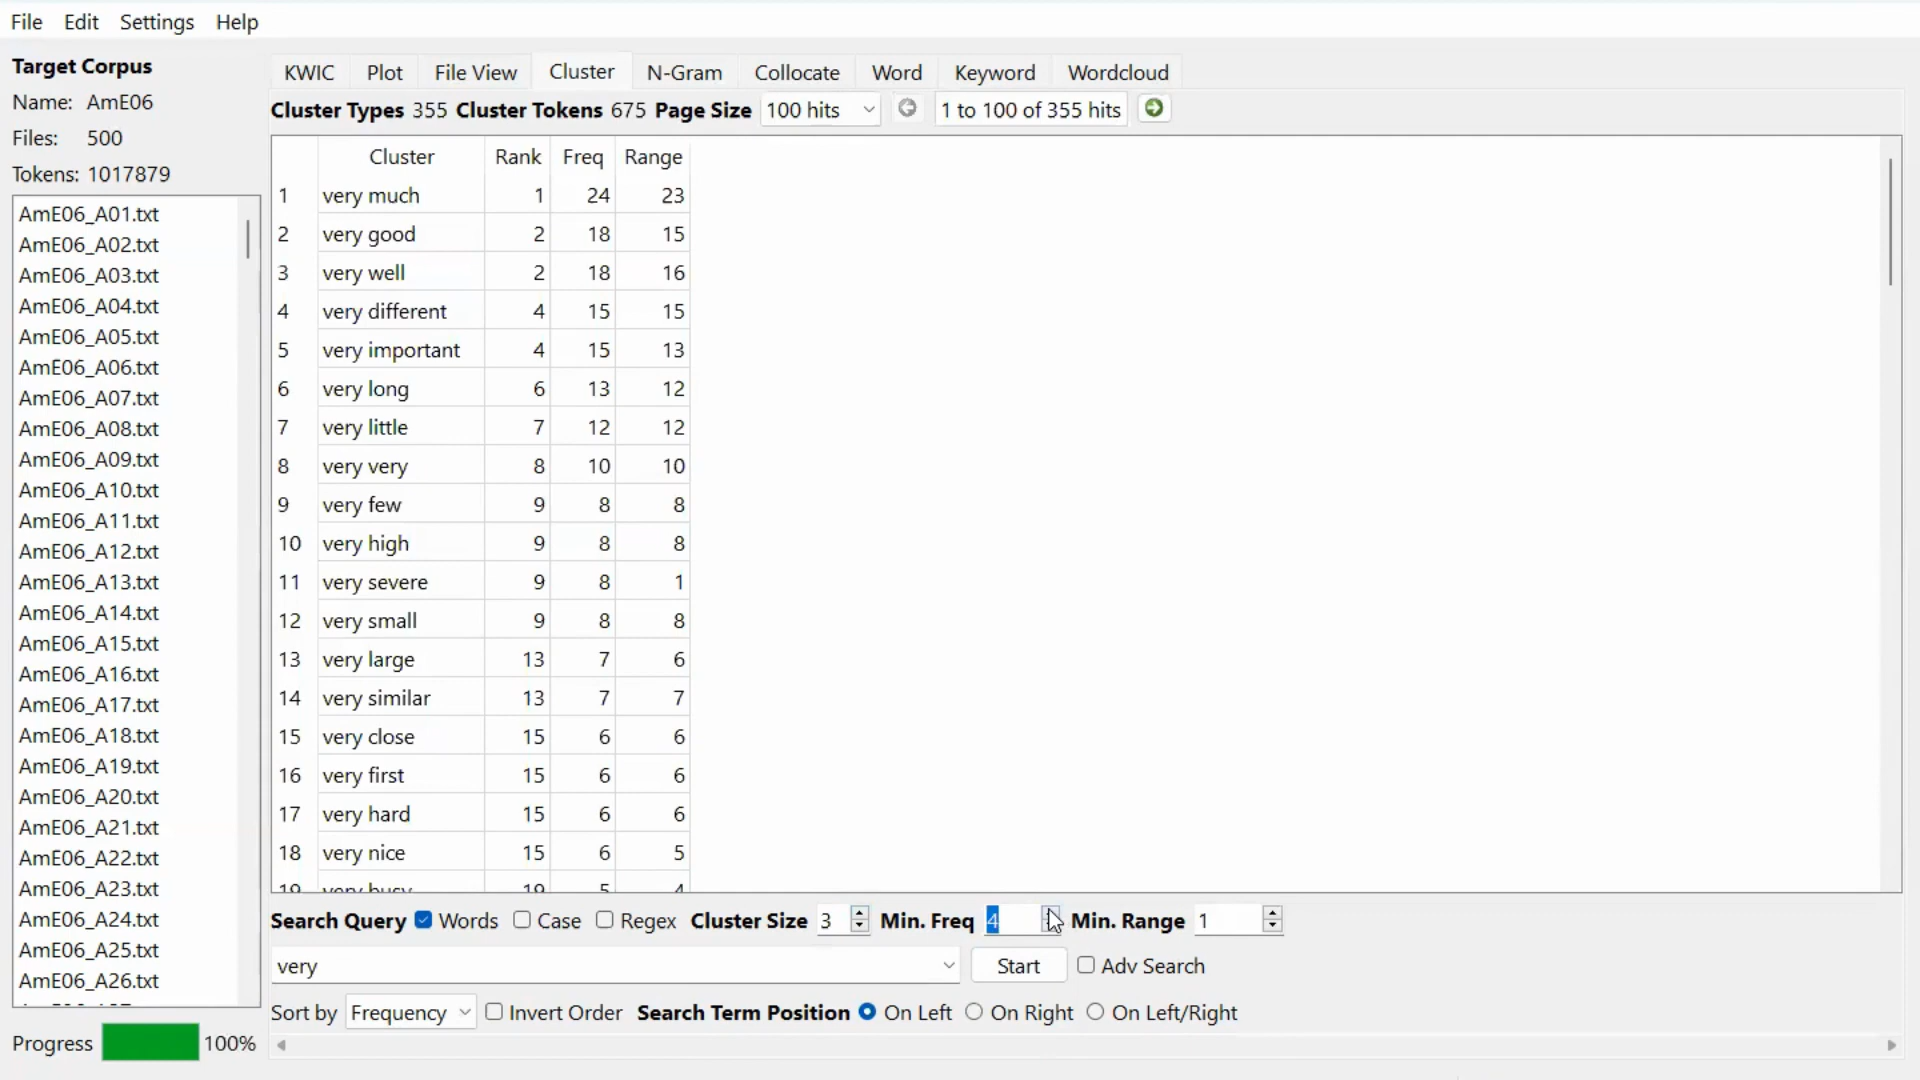 File Edit Settings Help
Target Corpus
Name: AmE06
Files: 500
Tokens: 1017879
AmE06_A01.txt
AmE06_A02.txt
AmE06_A03.txt
AmE06_A04.txt
AmE06_A05.txt
AmE06_A06.txt
AmE06_A07.txt
AmE06_A08.txt
AmE06_A09.txt
AmE06_A10.txt
AmE06_A11.txt
AmE06_A12.txt
AmE06_A13.txt
AmE06_A14.txt
AmE06_A15.txt
AmE06_A16.txt
AmE06_A17.txt
AmE06_A18.txt
AmE06_A19.txt
AmE06_A20.txt
AmE06_A21.txt
AmE06_A22.txt
AmE06_A23.txt
AmE06_A24.txt
AmE06_A25.txt
AmE06_A26.txt
Progress 100%
KWIC Plot File View Cluster N-Gram Collocate Word Keyword Wordcloud
Cluster Types 355 Cluster Tokens 675 Page Size 100 hits 1 to 100 of 355 hits
Cluster Rank Freq Range
1 very much 1 24 23
2 very good 2 18 15
3 very well 2 18 16
4 very different 4 15 15
5 very important 4 15 13
6 very long 6 13 12
7 very little 7 12 12
8 very very 8 10 10
9 very few 9 8 8
10 very high 9 8 8
11 very severe 9 8 1
12 very small 9 8 8
13 very large 13 7 6
14 very similar 13 7 7
15 very close 15 6 6
16 very first 15 6 6
17 very hard 15 6 6
18 very nice 15 6 5
19 very busy 19 5 4
Search Query Words Case Regex Cluster Size 3 Min. Freq 4 Min. Range 1
very Start Adv Search
Sort by Frequency Invert Order Search Term Position On Left On Right On Left/Right